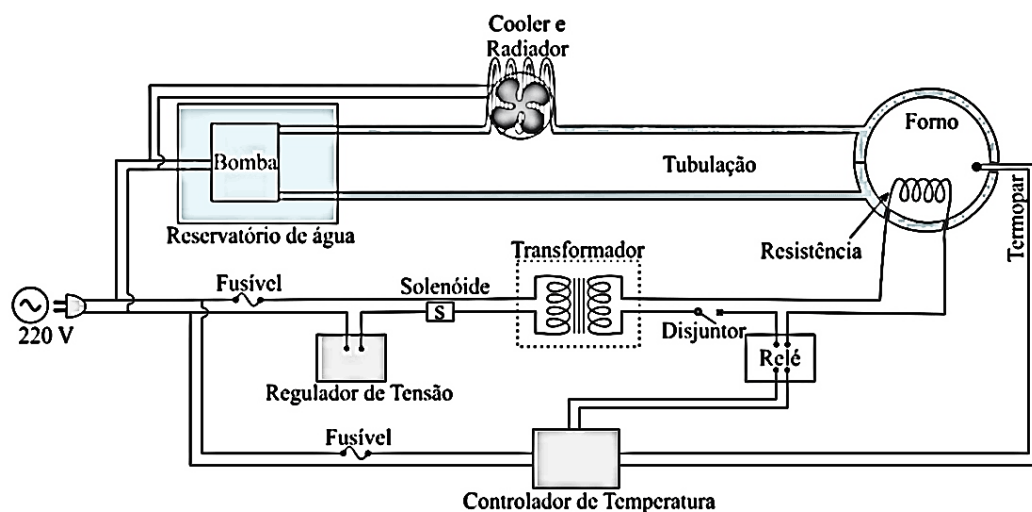 Cooler e
Radiador
Forno
Bomba
Tubulação
Termopar
Reservatório de água
Resistência
Transformador
Fusível
Solenóide
S
220 V
Disjuntor
Relé
Regulador de Tensão
Fusível
Controlador de Temperatura